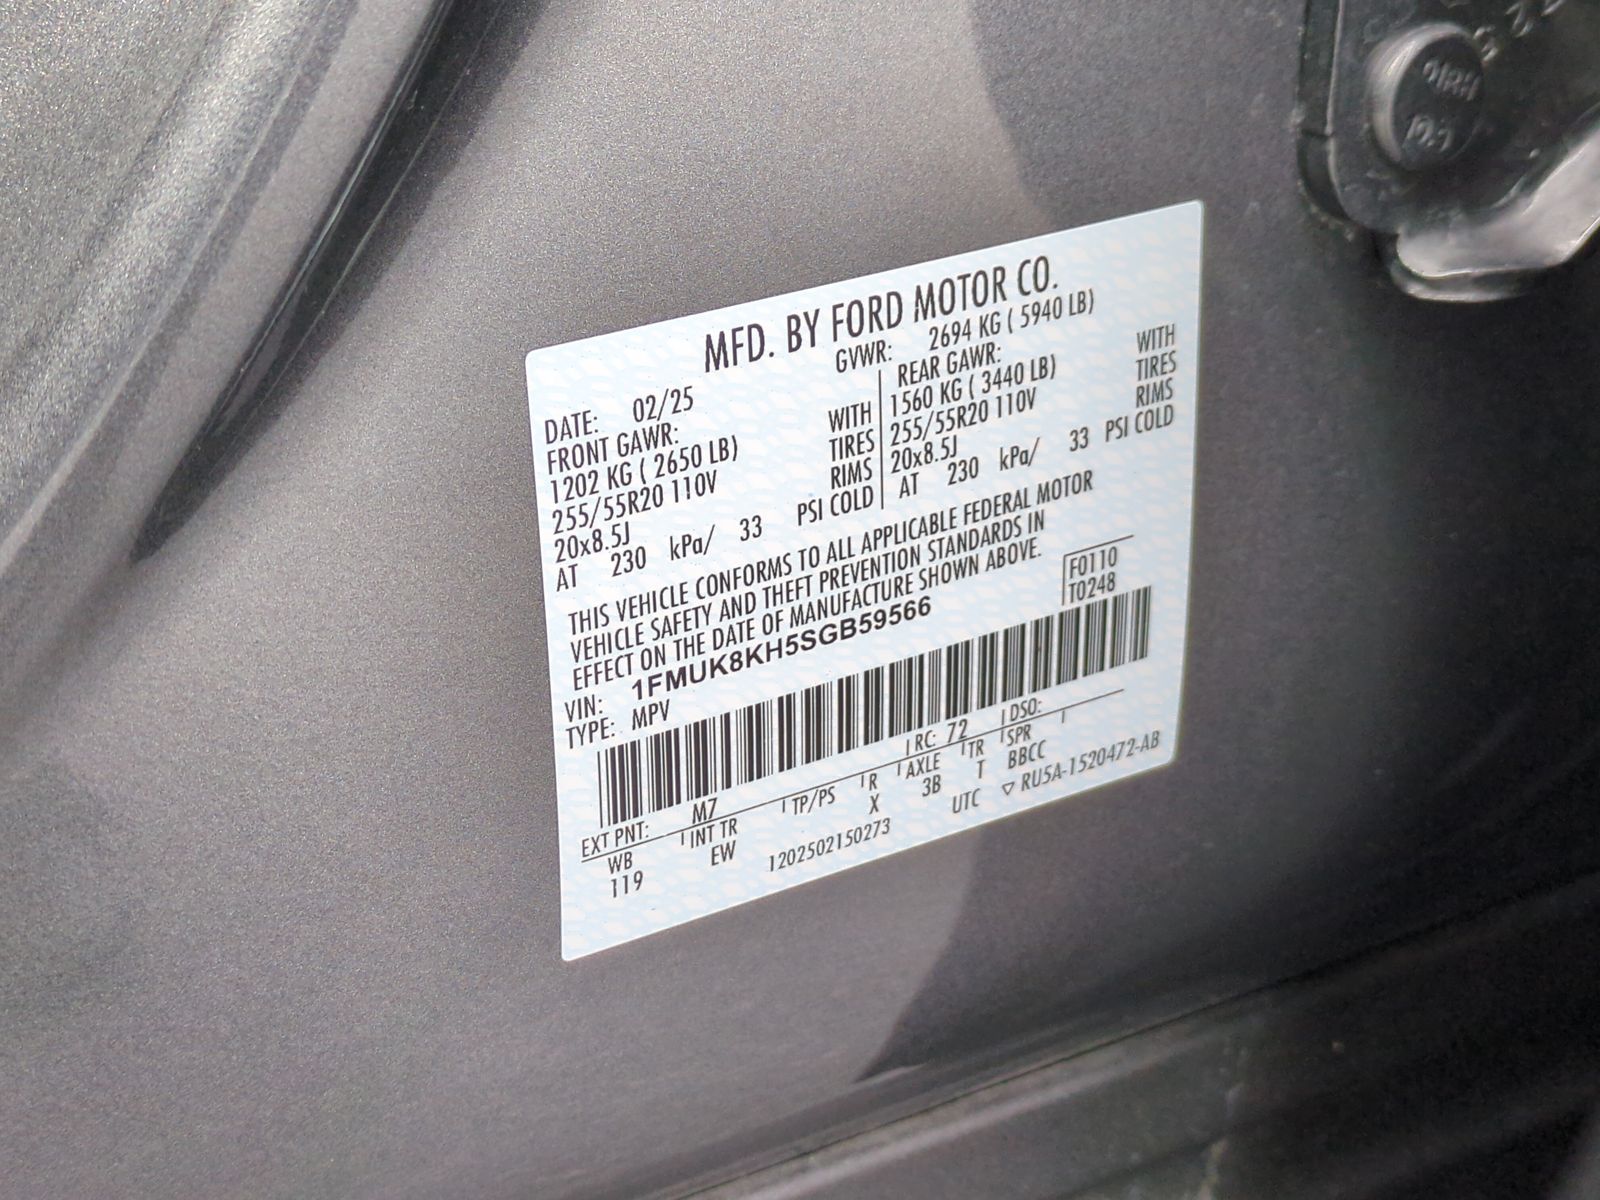 MFD. BY FORD MOTOR CO.
DATE: 02/25
GVWR: 2694 KG ( 5940 LB)
FRONT GAWR:
1202 KG ( 2650 LB) WITH
255/55R20 110V TIRES
20x8.5J RIMS
AT 230 kPa/ 33 PSI COLD
REAR GAWR:
1560 KG ( 3440 LB) WITH
255/55R20 110V TIRES
20x8.5J RIMS
AT 230 kPa/ 33 PSI COLD
THIS VEHICLE CONFORMS TO ALL APPLICABLE FEDERAL MOTOR
VEHICLE SAFETY AND THEFT PREVENTION STANDARDS IN
EFFECT ON THE DATE OF MANUFACTURE SHOWN ABOVE.
F0110
T0248
VIN: 1FMUK8KH5SGB59566
TYPE: MPV
EXT PNT: M7 RC: 72 DSO:
WB INT TR TP/PS R AXLE TR SPR
119 EW X 3B T BBCC
1202502150273 UTC ▽ RU5A-1520472-AB